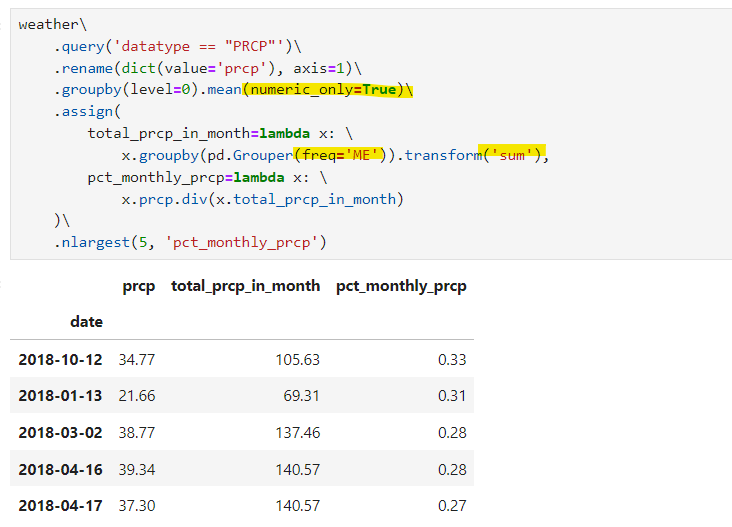 weather\
    .query('datatype == "PRCP"')\
    .rename(dict(value='prcp'), axis=1)\
    .groupby(level=0).mean(numeric_only=True)\
    .assign(
        total_prcp_in_month=lambda x: \
            x.groupby(pd.Grouper(freq='ME')).transform('sum'),
        pct_monthly_prcp=lambda x: \
            x.prcp.div(x.total_prcp_in_month)
    )\
    .nlargest(5, 'pct_monthly_prcp')
prcp total_prcp_in_month pct_monthly_prcp
date
2018-10-12 34.77 105.63 0.33
2018-01-13 21.66 69.31 0.31
2018-03-02 38.77 137.46 0.28
2018-04-16 39.34 140.57 0.28
2018-04-17 37.30 140.57 0.27